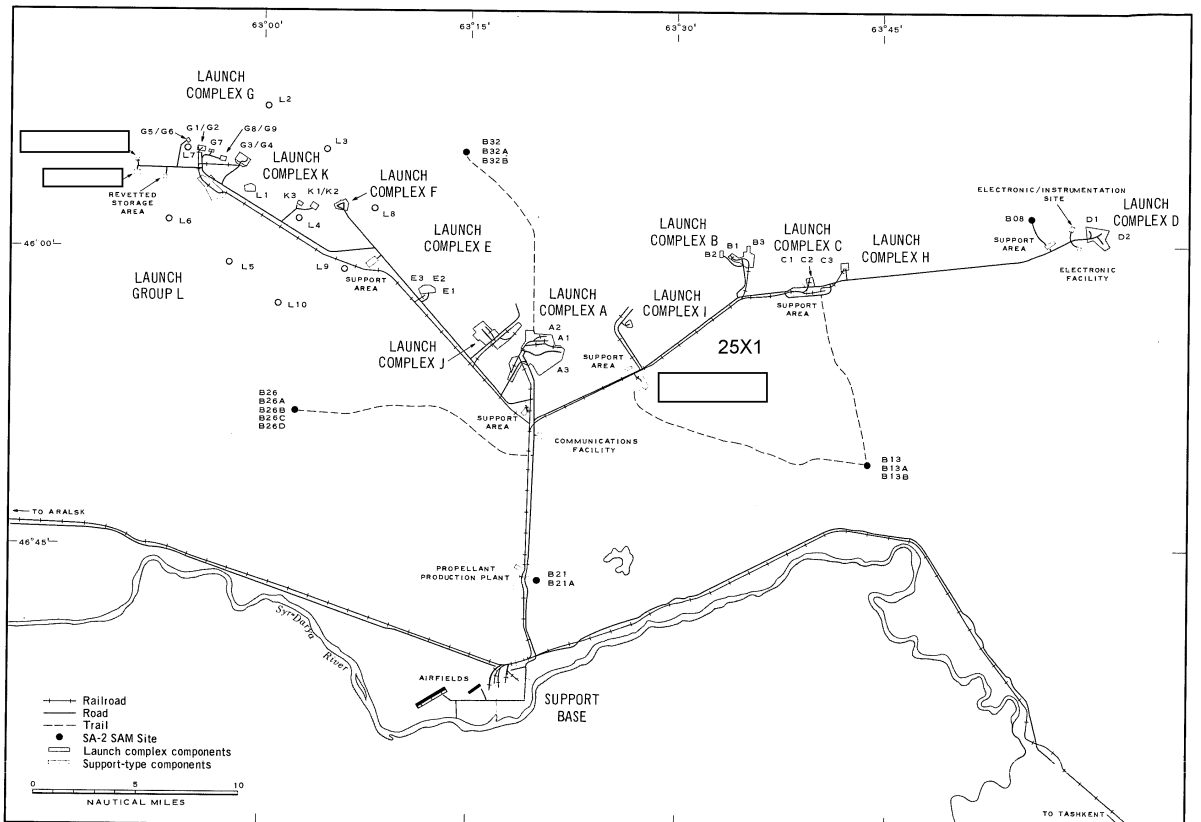 63°00'
63°15'
63°30'
63°45'
LAUNCH
COMPLEX G
L2
G5/G6
G1/G2
G7
G8/G9
G3/G4
L7
L3
LAUNCH
COMPLEX K
K3
K1/K2
L1
L4
LAUNCH
COMPLEX F
L8
REVETTED
STORAGE
AREA
L6
L5
L9
L10
LAUNCH
GROUP L
SUPPORT
AREA
B32
B32A
B32B
LAUNCH
COMPLEX E
E3
E2
E1
LAUNCH
COMPLEX J
LAUNCH
COMPLEX A
A2
A1
A3
SUPPORT
AREA
LAUNCH
COMPLEX I
SUPPORT
AREA
25X1
LAUNCH
COMPLEX B
B1
B2
B3
LAUNCH
COMPLEX C
C1
C2
C3
SUPPORT
AREA
LAUNCH
COMPLEX H
ELECTRONIC/INSTRUMENTATION
SITE
B08
SUPPORT
AREA
LAUNCH
COMPLEX D
D1
D2
ELECTRONIC
FACILITY
46°00'
B26
B26A
B26B
B26C
B26D
COMMUNICATIONS
FACILITY
B13
B13A
B13B
TO ARALSK
46°45'
PROPELLANT
PRODUCTION PLANT
B21
B21A
Syr-Darya
River
AIRFIELDS
SUPPORT
BASE
Railroad
Road
Trail
SA-2 SAM Site
Launch complex components
Support-type components
0
5
10
NAUTICAL MILES
TO TASHKENT